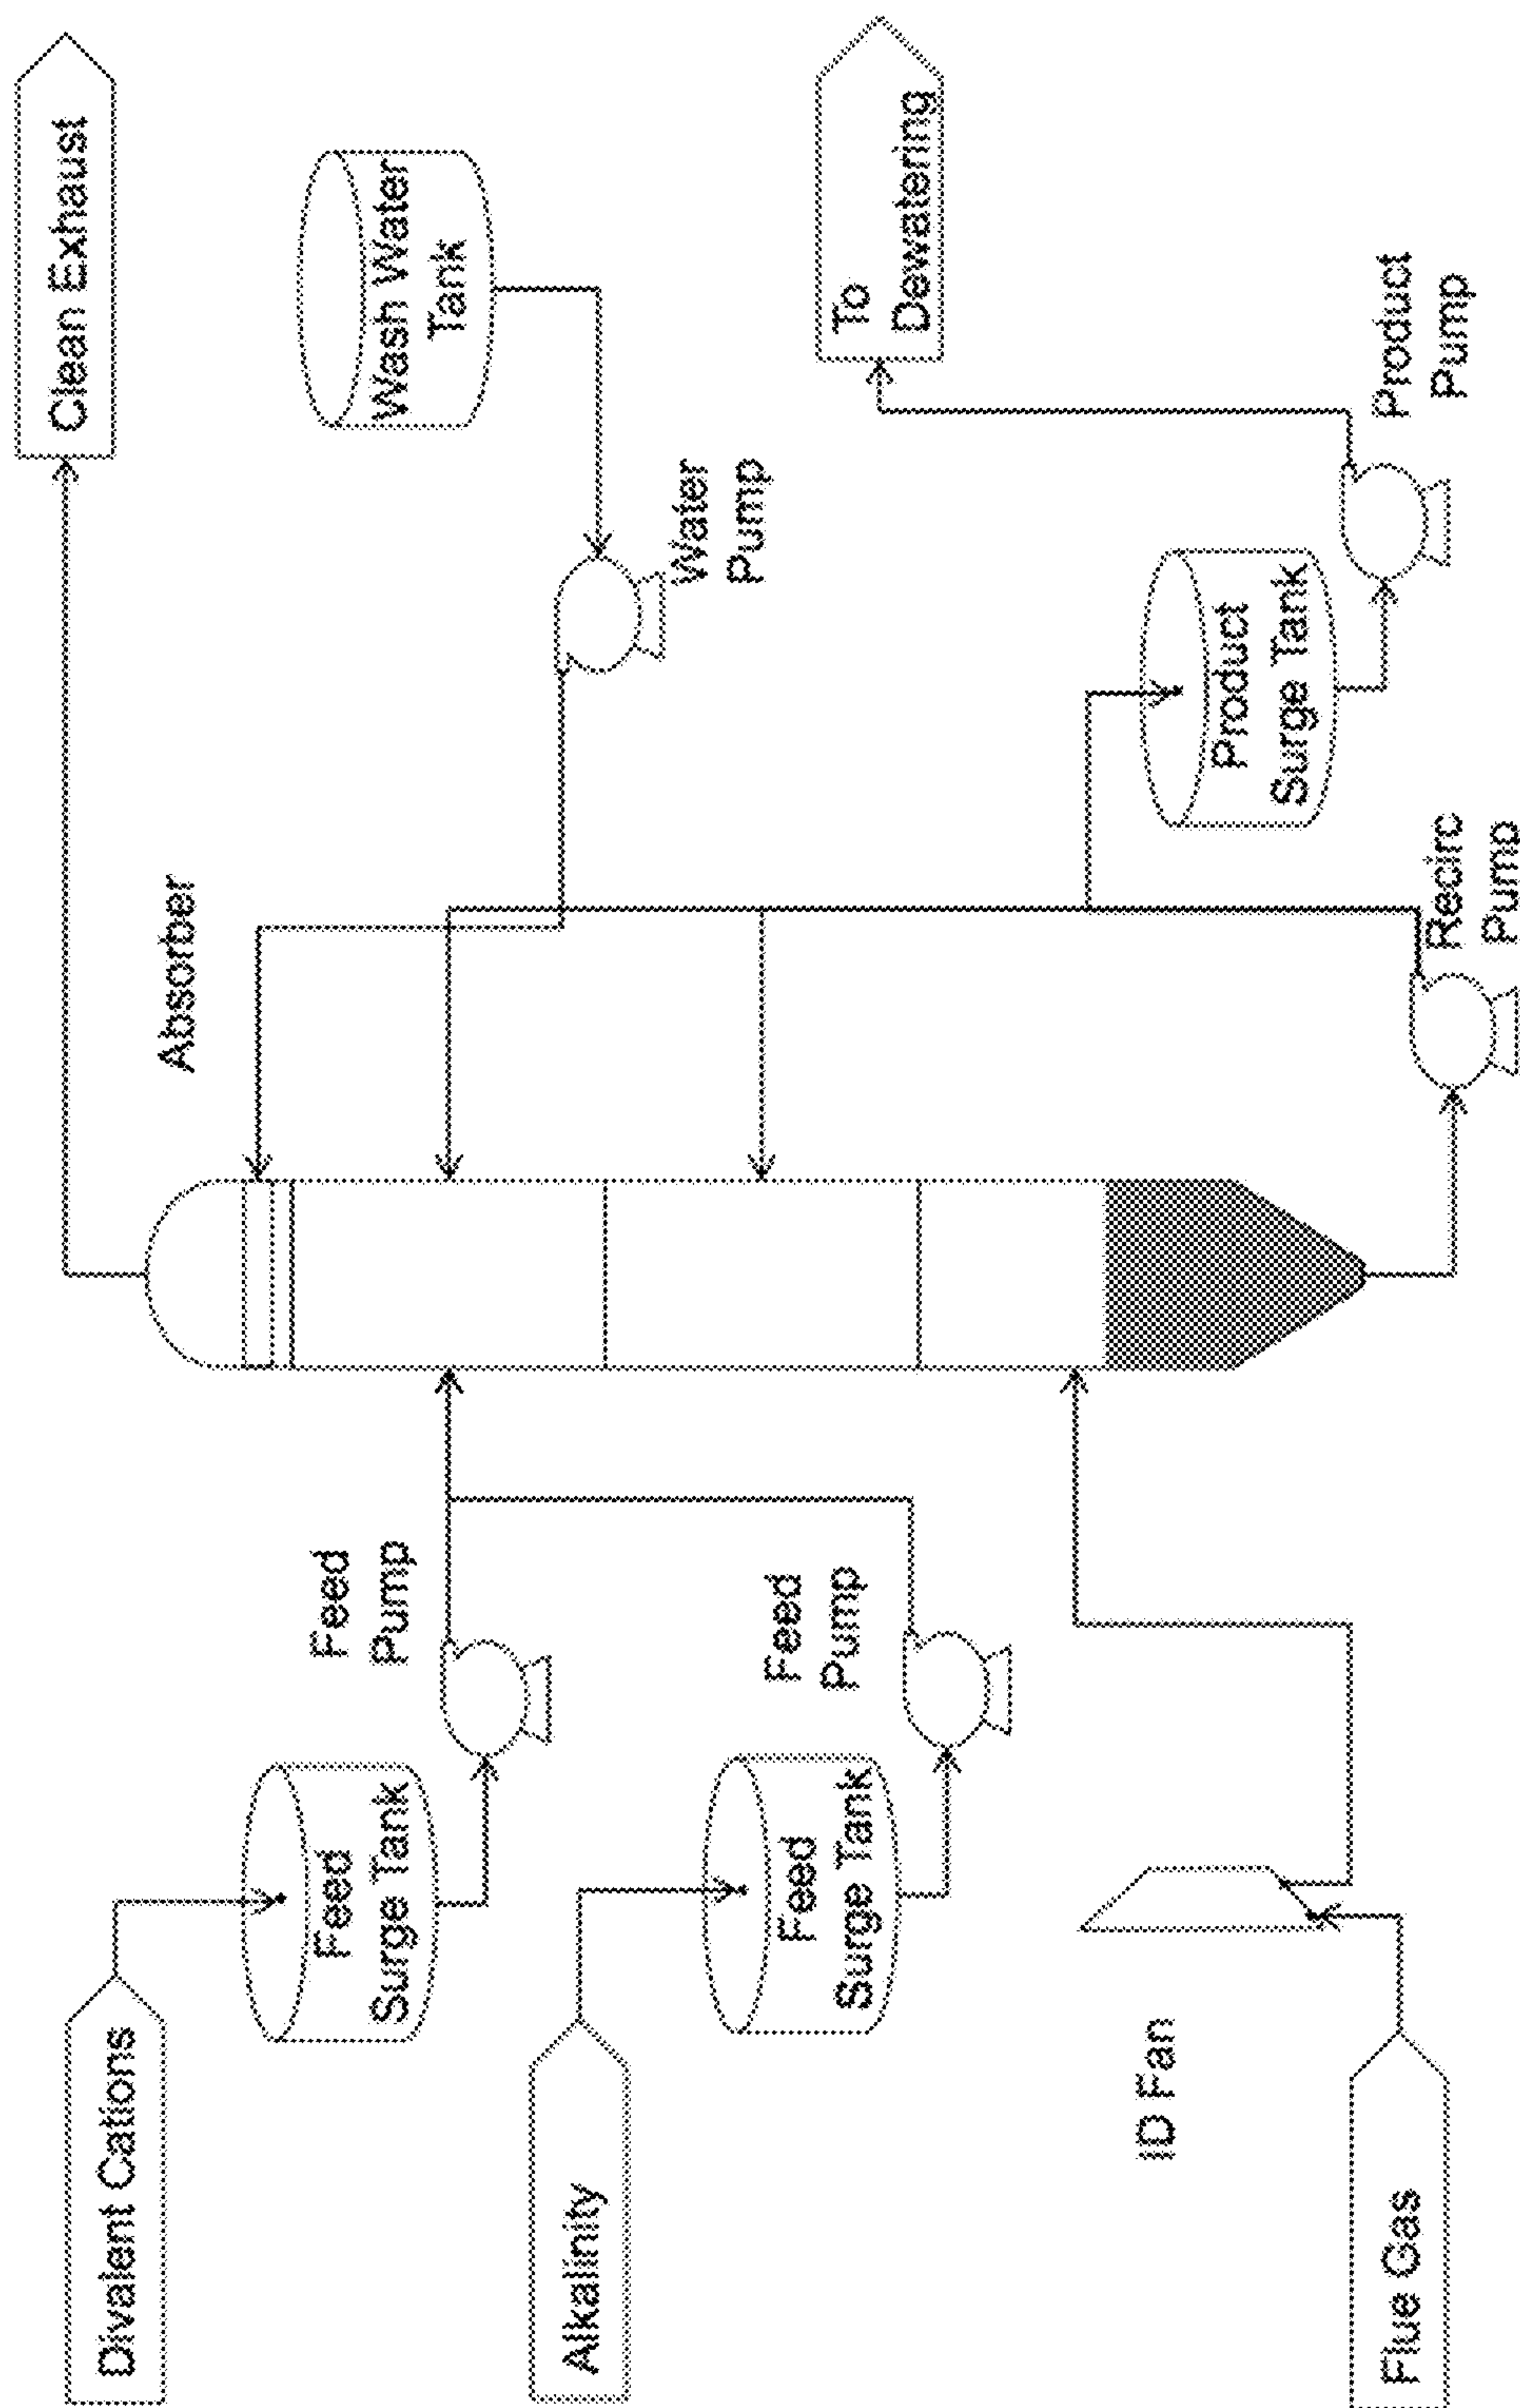 Divalent Cations
Feed
Surge Tank
Feed
Pump
Alkalinity
Feed
Surge Tank
Feed
Pump
ID Fan
Flue Gas
Absorber
Clean Exhaust
Wash Water
Tank
Water
Pump
To
Dewatering
Product
Surge Tank
Product
Pump
Recirc
Pump